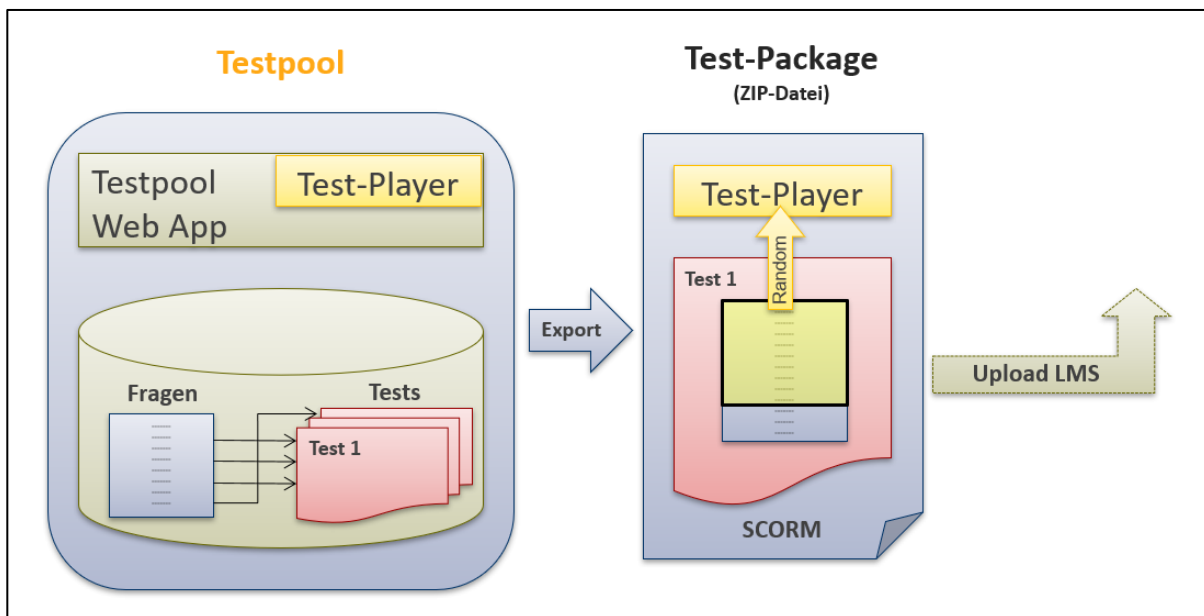 Testpool
Testpool
Web App
Test-Player
Fragen
Tests
Test 1
Export
Test-Package
(ZIP-Datei)
Test-Player
Random
Test 1
SCORM
Upload LMS